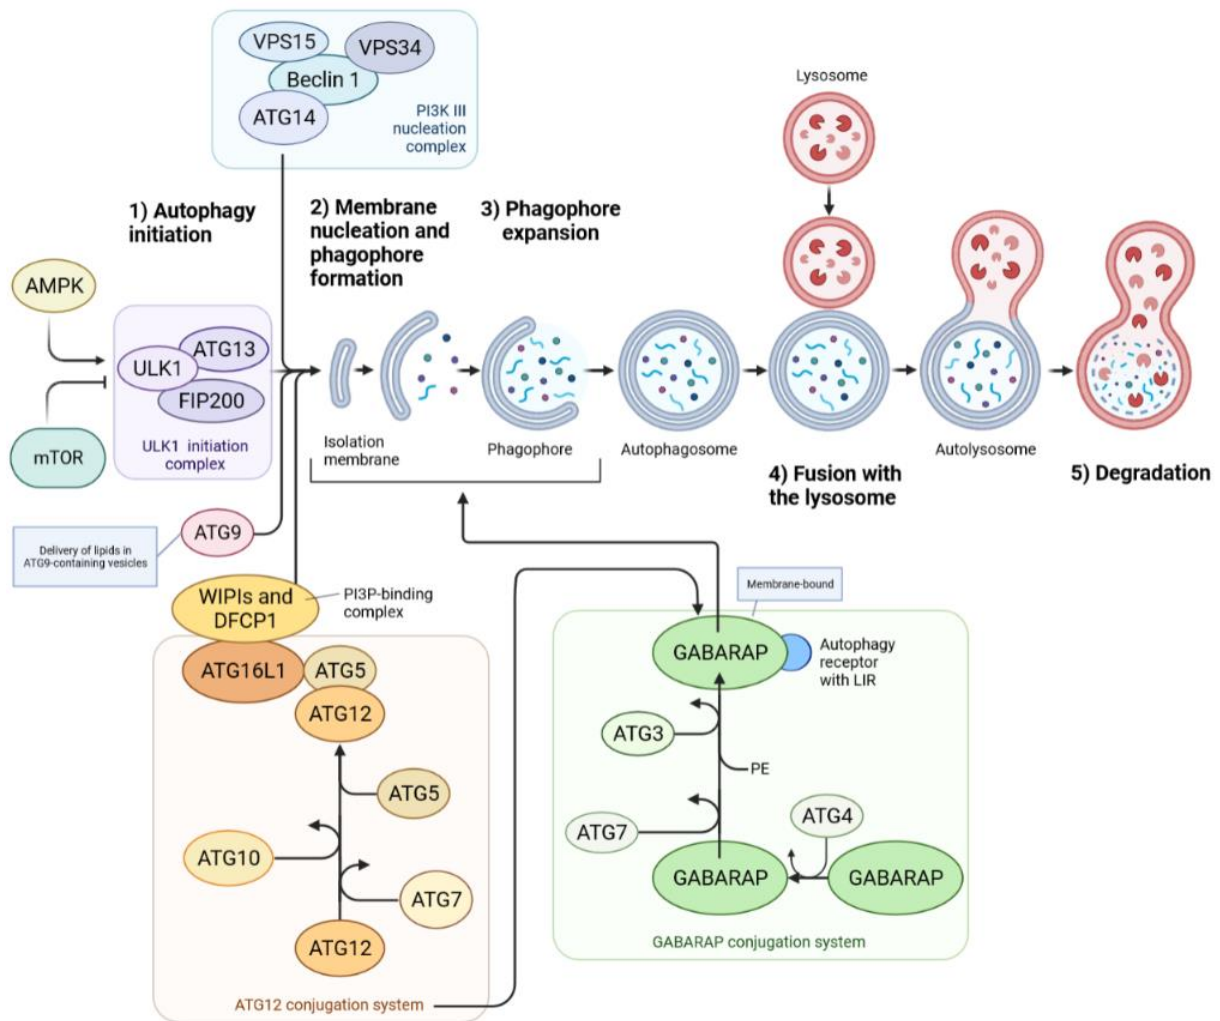 VPS15
VPS34
Beclin 1
ATG14
PI3K III
nucleation
complex
Lysosome
1) Autophagy
initiation
2) Membrane
nucleation and
phagophore
formation
3) Phagophore
expansion
AMPK
ATG13
ULK1
FIP200
mTOR
ULK1 initiation
complex
Isolation
membrane
Phagophore
Autophagosome
Autolysosome
4) Fusion with
the lysosome
5) Degradation
ATG9
Delivery of lipids in
ATG9-containing vesicles
WIPIs and
DFCP1
PI3P-binding
complex
ATG16L1
ATG5
ATG12
ATG5
ATG10
ATG7
ATG12
ATG12 conjugation system
Membrane-bound
GABARAP
Autophagy
receptor
with LIR
ATG3
PE
ATG7
ATG4
GABARAP
GABARAP
GABARAP conjugation system